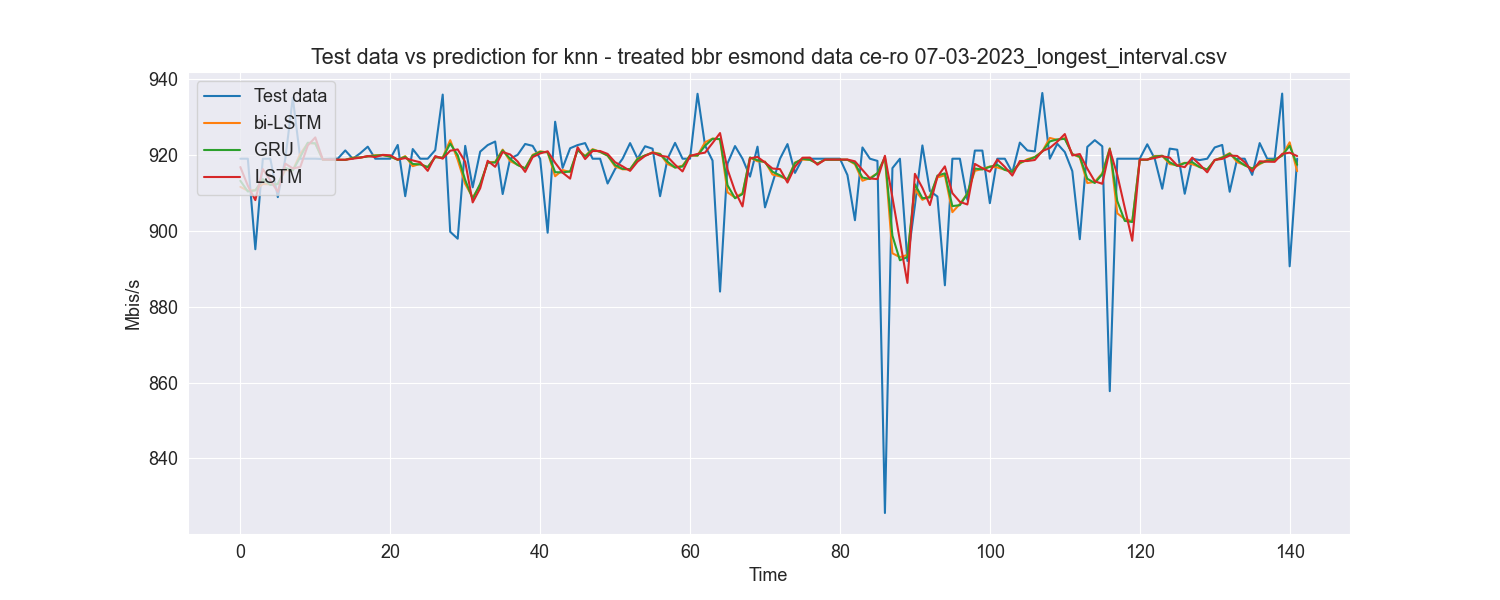 Test data vs prediction for knn - treated bbr esmond data ce-ro 07-03-2023_longest_interval.csv
Test data
bi-LSTM
GRU
LSTM
940
920
900
880
860
840
Mbis/s
0 20 40 60 80 100 120 140
Time